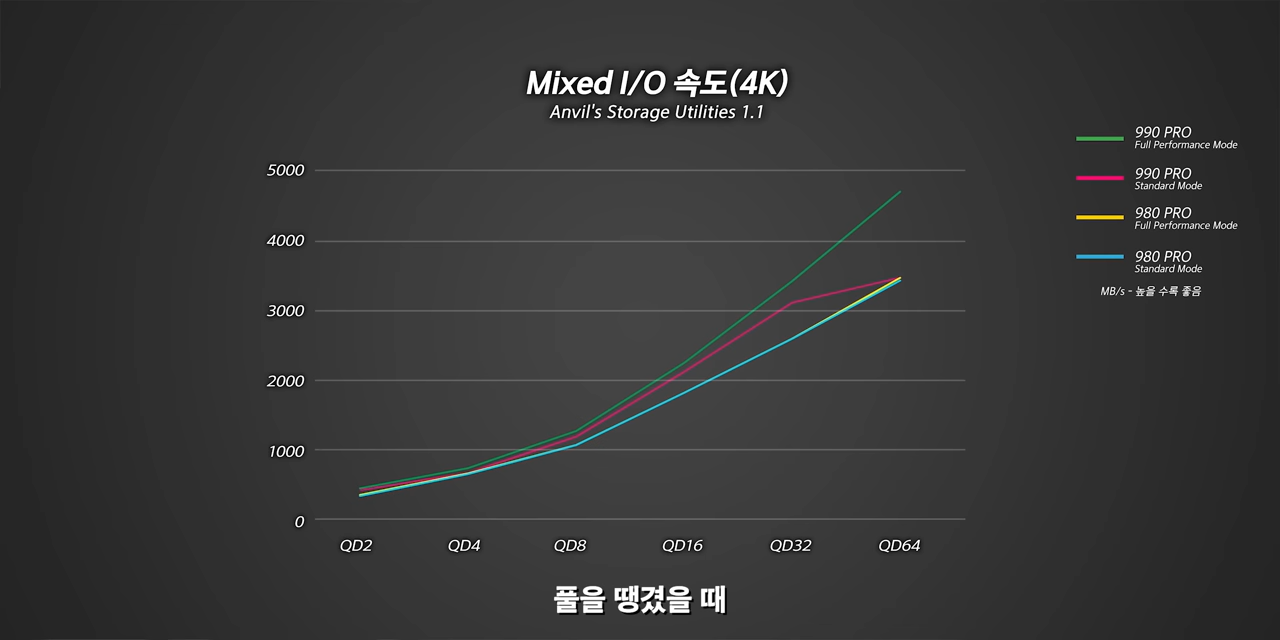 Mixed I/O 속도(4K)
Anvil's Storage Utilities 1.1
990 PRO
Full Performance Mode
990 PRO
Standard Mode
980 PRO
Full Performance Mode
980 PRO
Standard Mode
MB/s - 높을 수록 좋음
5000
4000
3000
2000
1000
0
QD2 QD4 QD8 QD16 QD32 QD64
풀을 땡겼을 때